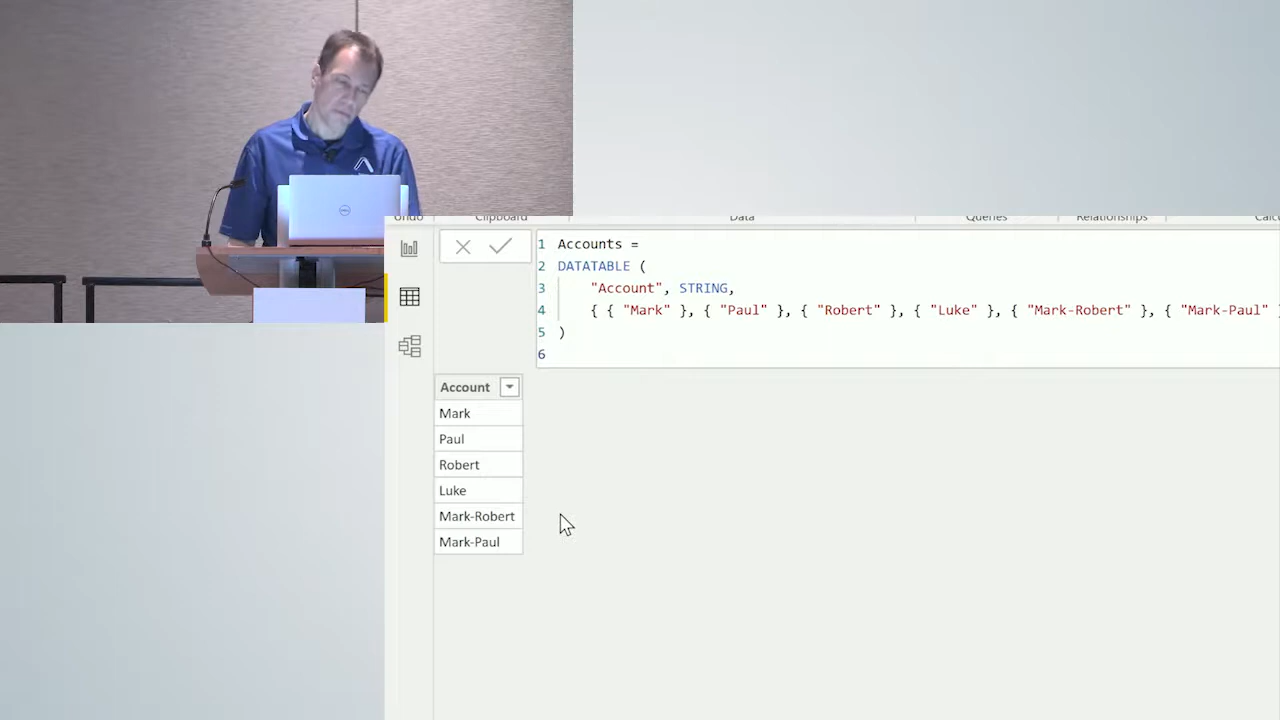 Undo Clipboard Data Queries Relationships
1 Accounts =
2 DATATABLE (
3 "Account", STRING,
4 { { "Mark" }, { "Paul" }, { "Robert" }, { "Luke" }, { "Mark-Robert" }, { "Mark-Paul"
5 )
6
Account
Mark
Paul
Robert
Luke
Mark-Robert
Mark-Paul